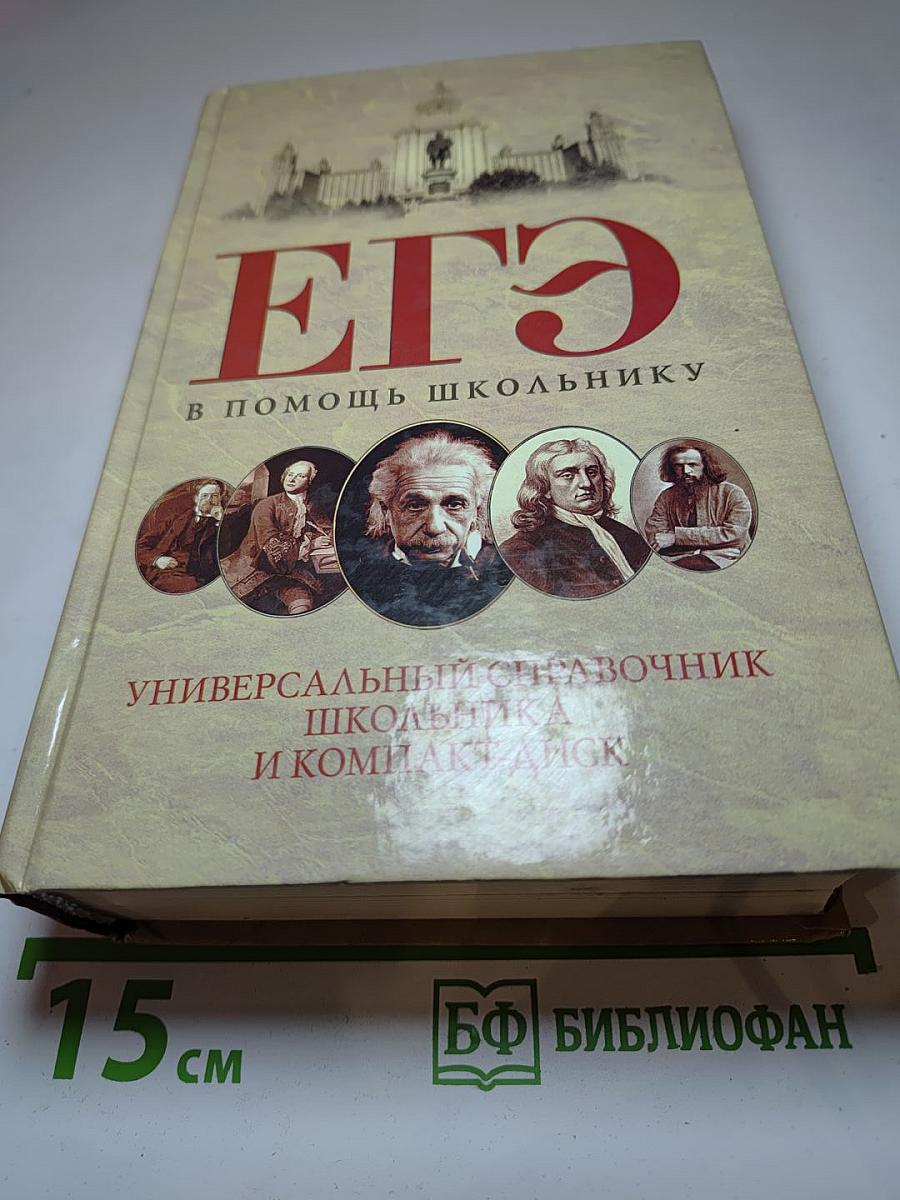 ЕГЭ
В ПОМОЩЬ ШКОЛЬНИКУ
УНИВЕРСАЛЬНЫЙ СПРАВОЧНИК
ШКОЛЬНИКА
И КОМПАКТ-ДИСК
15 см
БФ БИБЛИОФАН